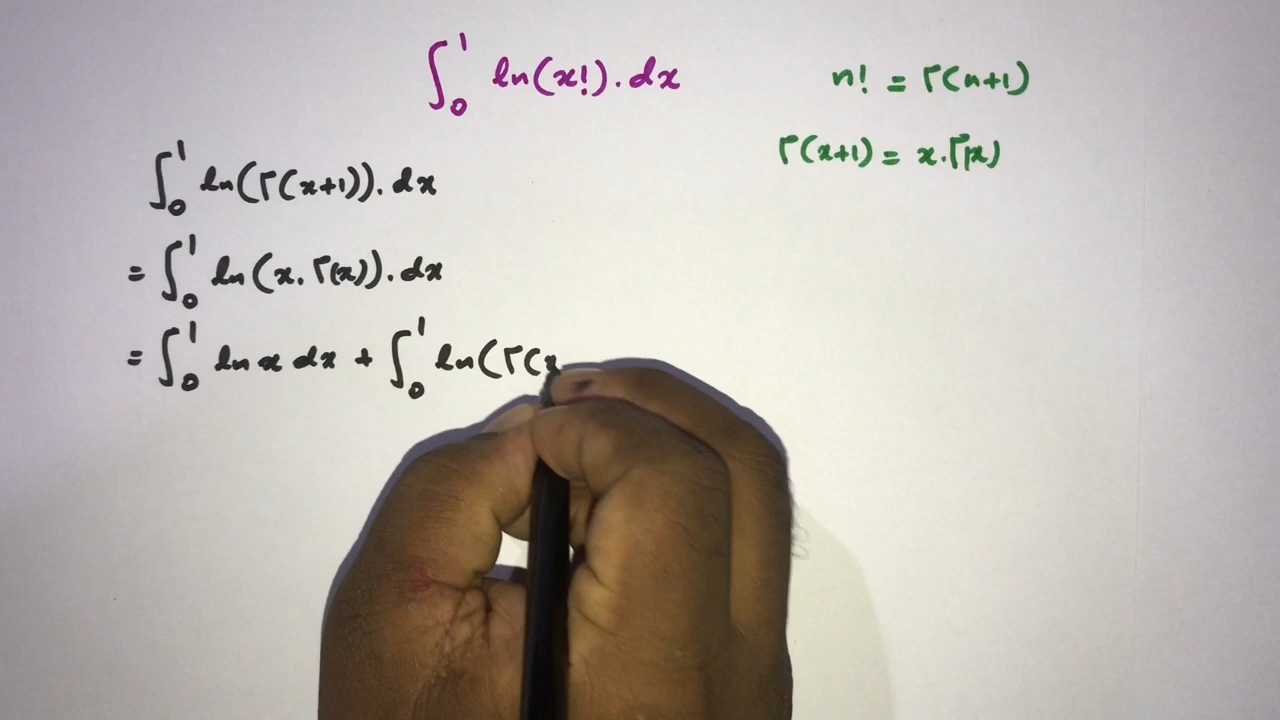 ∫₀¹ ln(x!).dx
n! = Γ(n+1)
Γ(x+1) = x.Γ(x)
∫₀¹ ln(Γ(x+1)).dx
= ∫₀¹ ln(x.Γ(x)).dx
= ∫₀¹ ln x dx + ∫₀¹ ln(Γ(x